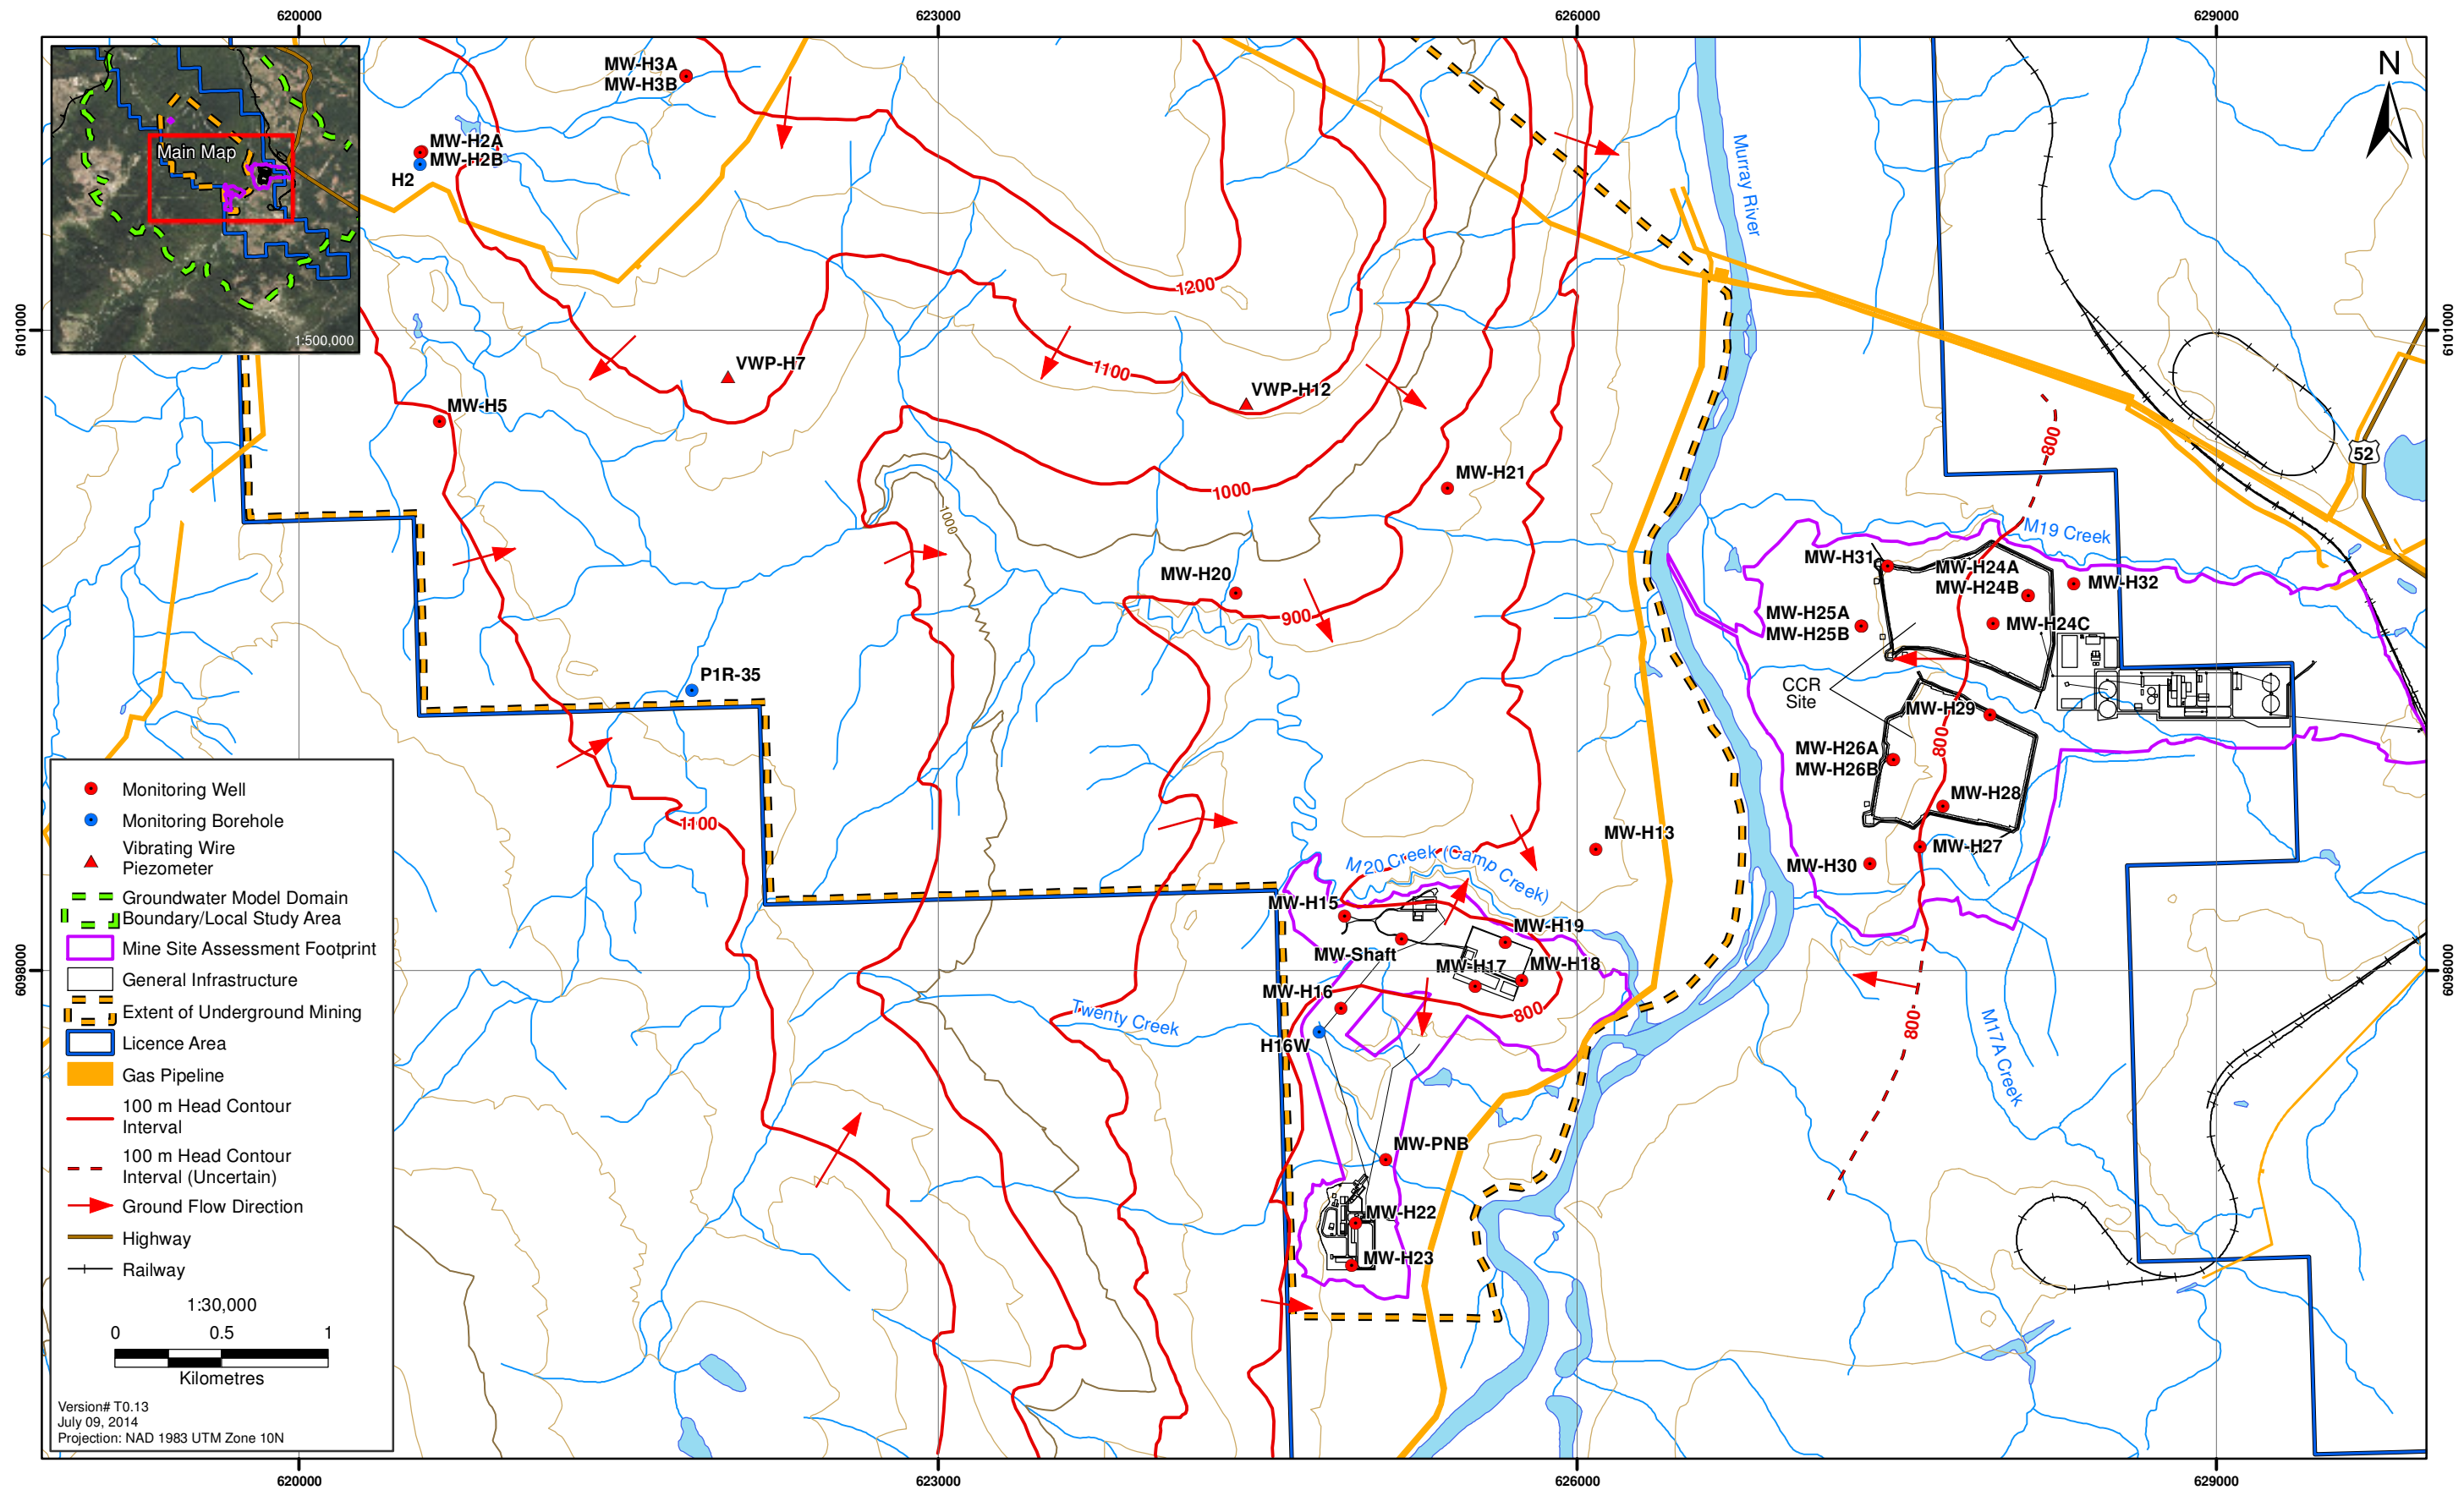 620000
623000
626000
629000
6101000
6101000
6098000
6098000
620000
623000
626000
629000
Main Map
1:500,000
N
MW-H3A
MW-H3B
MW-H2A
MW-H2B
H2
Murray River
1200
1100
VWP-H7
VWP-H12
MW-H5
52
800
MW-H21
1000
1000
M19 Creek
MW-H31
MW-H24A
MW-H24B
MW-H32
MW-H20
MW-H25A
MW-H25B
MW-H24C
900
P1R-35
CCR
Site
MW-H29
800
MW-H26A
MW-H26B
MW-H28
1100
MW-H13
MW-H27
M20 Creek (Camp Creek)
MW-H30
MW-H15
MW-H19
MW-Shaft
MW-H17
MW-H18
MW-H16
800
Twenty Creek
H16W
800
M17A Creek
MW-PNB
MW-H22
MW-H23
Monitoring Well
Monitoring Borehole
Vibrating Wire
Piezometer
Groundwater Model Domain
Boundary/Local Study Area
Mine Site Assessment Footprint
General Infrastructure
Extent of Underground Mining
Licence Area
Gas Pipeline
100 m Head Contour
Interval
100 m Head Contour
Interval (Uncertain)
Ground Flow Direction
Highway
Railway
1:30,000
0 0.5 1
Kilometres
Version# T0.13
July 09, 2014
Projection: NAD 1983 UTM Zone 10N